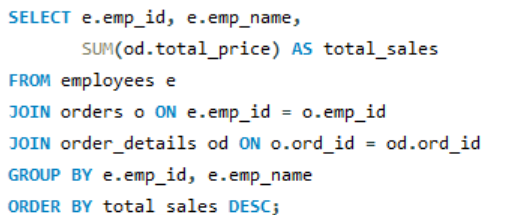 SELECT e.emp_id, e.emp_name,
SUM(od.total_price) AS total_sales
FROM employees e
JOIN orders o ON e.emp_id = o.emp_id
JOIN order_details od ON o.ord_id = od.ord_id
GROUP BY e.emp_id, e.emp_name
ORDER BY total sales DESC;